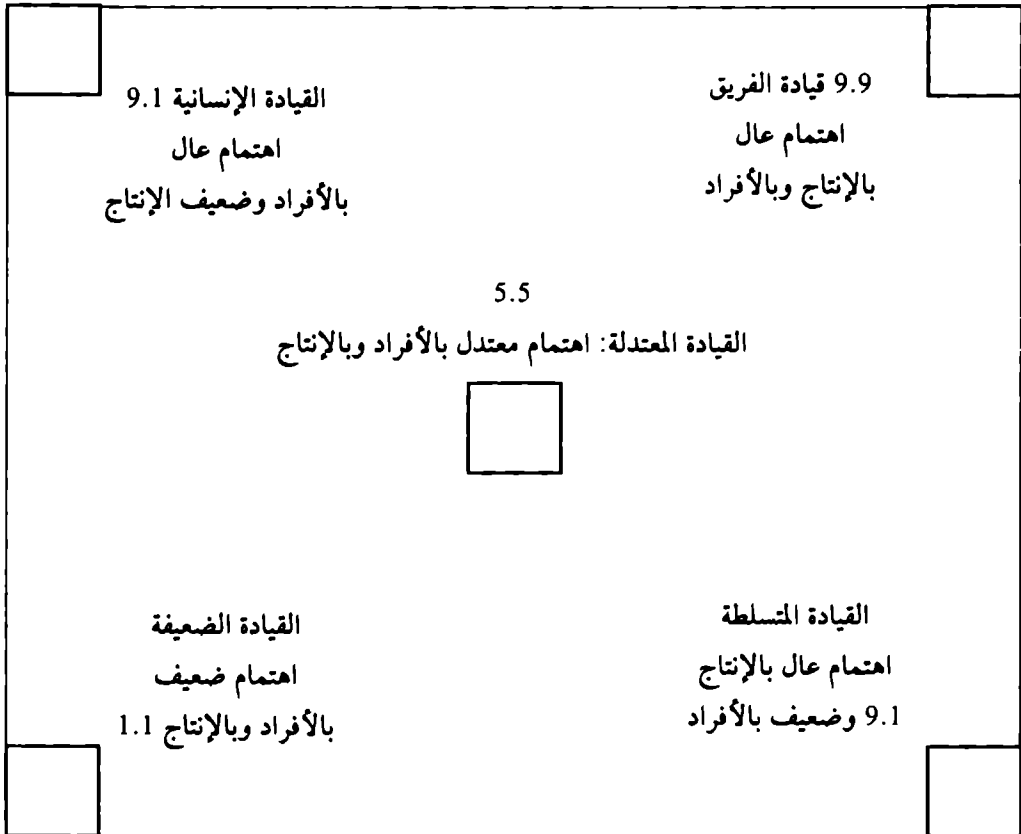 9.9 قيادة الفريق
اهتمام عال
بالإنتاج وبالأفراد
القيادة الإنسانية 9.1
اهتمام عال
بالأفراد وضعيف الإنتاج
5.5
القيادة المعتدلة: اهتمام معتدل بالأفراد وبالإنتاج
القيادة المتسلطة
اهتمام عال بالإنتاج
9.1 وضعيف بالأفراد
القيادة الضعيفة
اهتمام ضعيف
بالأفراد وبالإنتاج 1.1